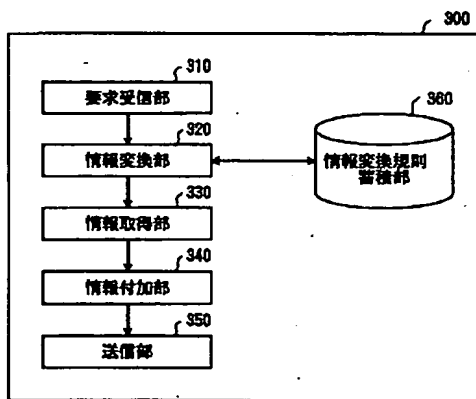 300
310
要求受信部
320
情報変換部
360
情報変換規則
蓄積部
330
情報取得部
340
情報付加部
350
送信部